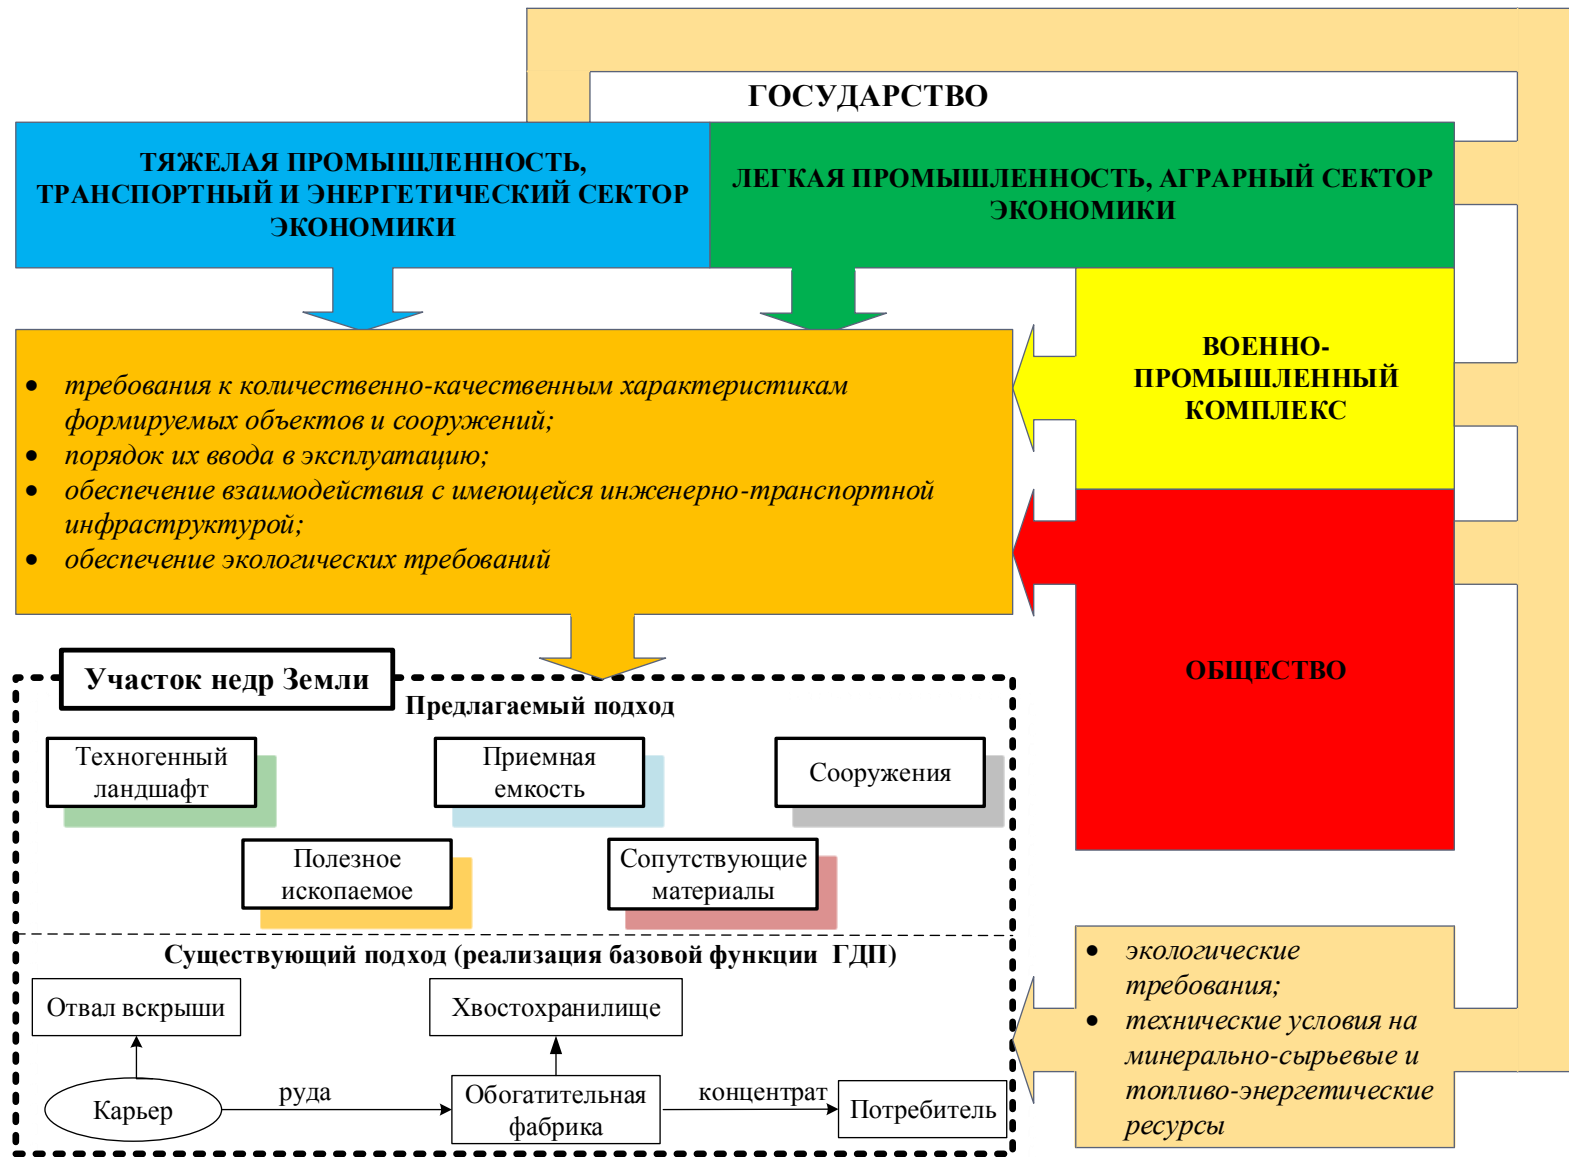 ГОСУДАРСТВО
ТЯЖЕЛАЯ ПРОМЫШЛЕННОСТЬ,
ТРАНСПОРТНЫЙ И ЭНЕРГЕТИЧЕСКИЙ СЕКТОР
ЭКОНОМИКИ
ЛЕГКАЯ ПРОМЫШЛЕННОСТЬ, АГРАРНЫЙ СЕКТОР
ЭКОНОМИКИ
ВОЕННО-
ПРОМЫШЛЕННЫЙ
КОМПЛЕКС
• требования к количественно-качественным характеристикам
формируемых объектов и сооружений;
• порядок их ввода в эксплуатацию;
• обеспечение взаимодействия с имеющейся инженерно-транспортной
инфраструктурой;
• обеспечение экологических требований
ОБЩЕСТВО
Участок недр Земли
Предлагаемый подход
Техногенный
ландшафт
Приемная
емкость
Сооружения
Полезное
ископаемое
Сопутствующие
материалы
Существующий подход (реализация базовой функции ГДП)
Отвал вскрыши
Хвостохранилище
Карьер
руда
Обогатительная
фабрика
концентрат
Потребитель
• экологические
требования;
• технические условия на
минерально-сырьевые и
топливо-энергетические
ресурсы